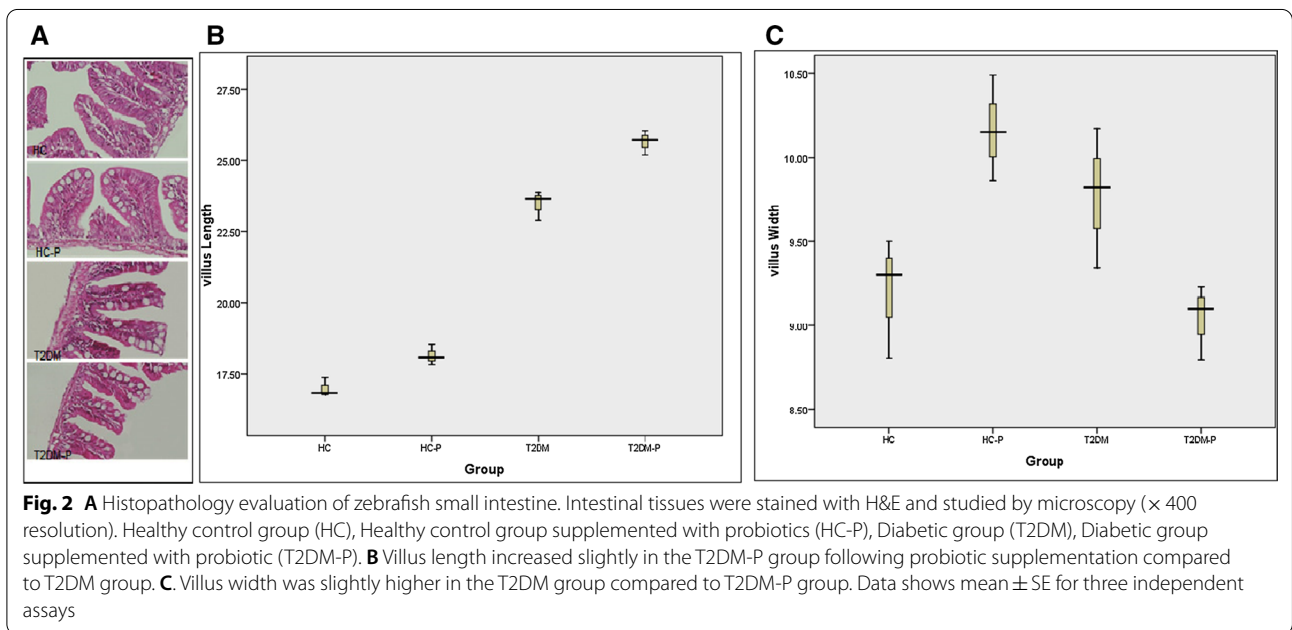 A
HC
HC-P
T2DM
T2DM-P
B
villus Length
27.50
25.00
22.50
20.00
17.50
HC HC-P T2DM T2DM-P
Group
C
villus Width
10.50
10.00
9.50
9.00
8.50
HC HC-P T2DM T2DM-P
Group
Fig. 2 A Histopathology evaluation of zebrafish small intestine. Intestinal tissues were stained with H&E and studied by microscopy (× 400
resolution). Healthy control group (HC), Healthy control group supplemented with probiotics (HC-P), Diabetic group (T2DM), Diabetic group
supplemented with probiotic (T2DM-P). B Villus length increased slightly in the T2DM-P group following probiotic supplementation compared
to T2DM group. C. Villus width was slightly higher in the T2DM group compared to T2DM-P group. Data shows mean ± SE for three independent
assays